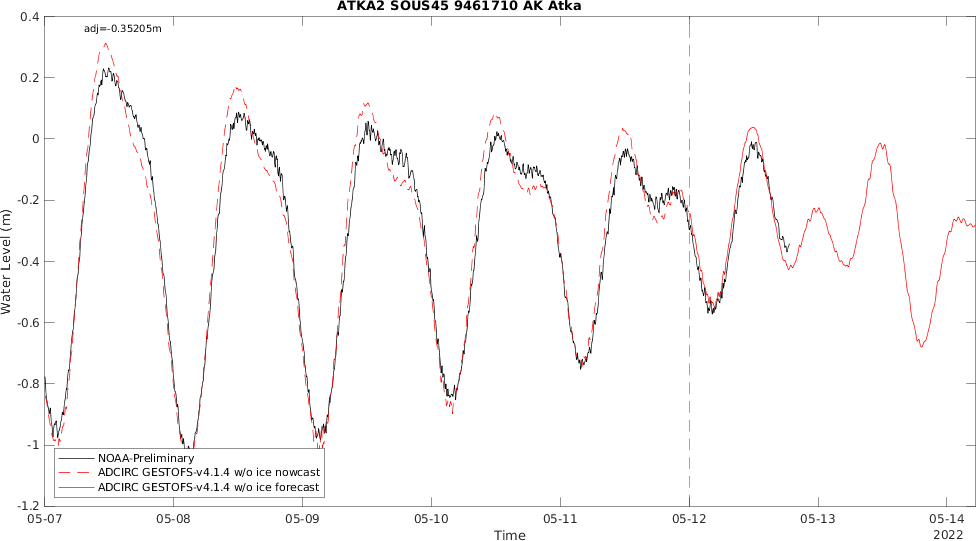 ATKA2 SOUS45 9461710 AK Atka
adj=-0.35205m
0.4
0.2
0
-0.2
-0.4
-0.6
-0.8
-1
-1.2
Water Level (m)
NOAA-Preliminary
ADCIRC GESTOFS-v4.1.4 w/o ice nowcast
ADCIRC GESTOFS-v4.1.4 w/o ice forecast
05-07 05-08 05-09 05-10 05-11 05-12 05-13 05-14
Time
2022